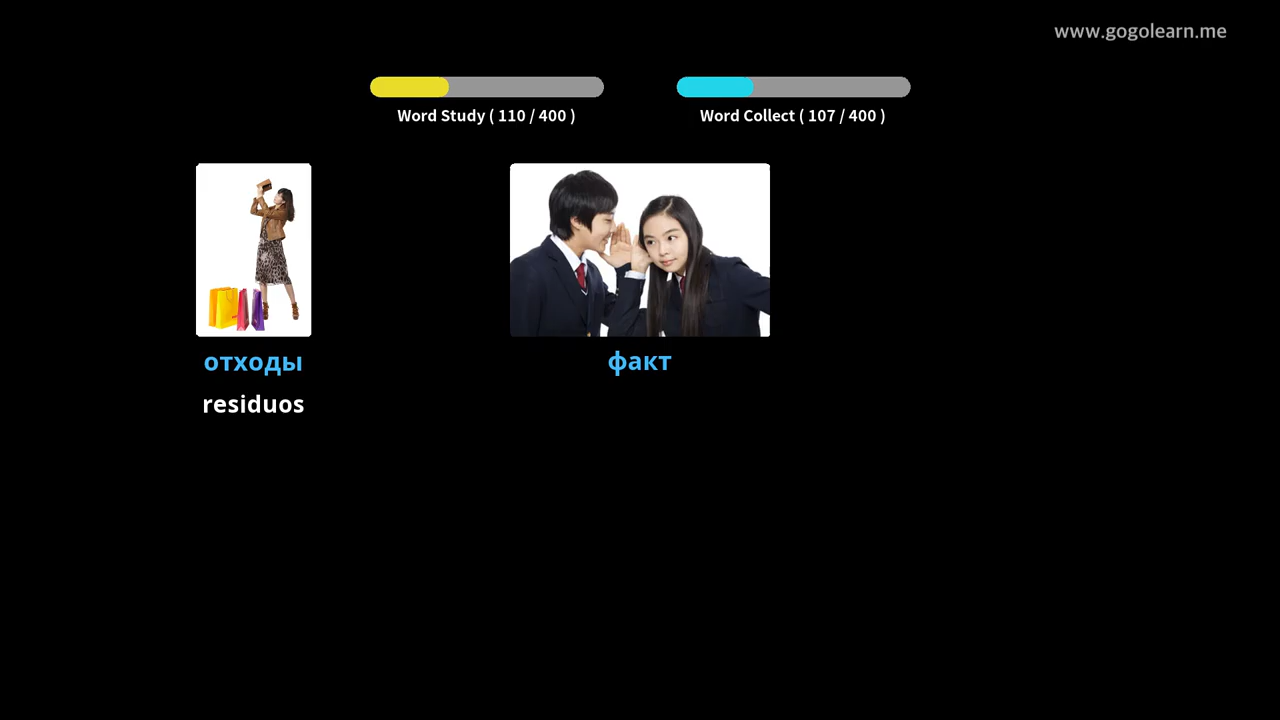 www.gogolearn.me
Word Study ( 110 / 400 )
Word Collect ( 107 / 400 )
отходы
факт
residuos